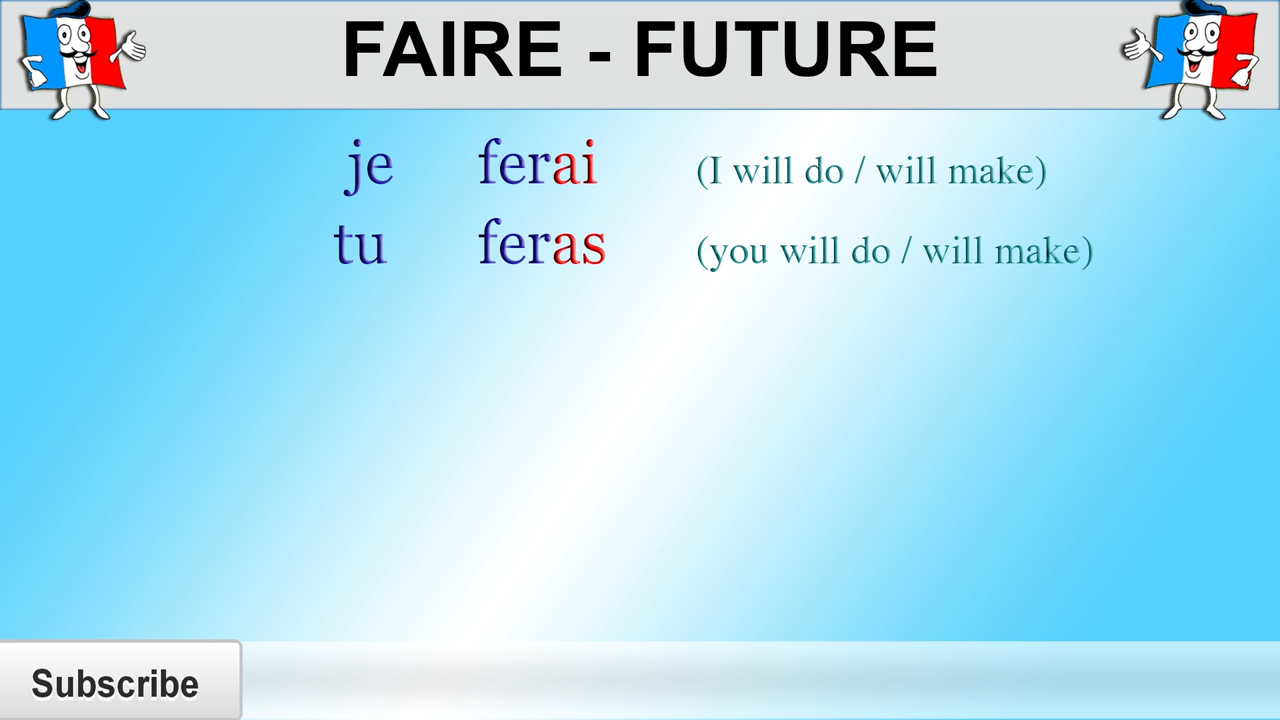 FAIRE - FUTURE
je ferai (I will do / will make)
tu feras (you will do / will make)
Subscribe